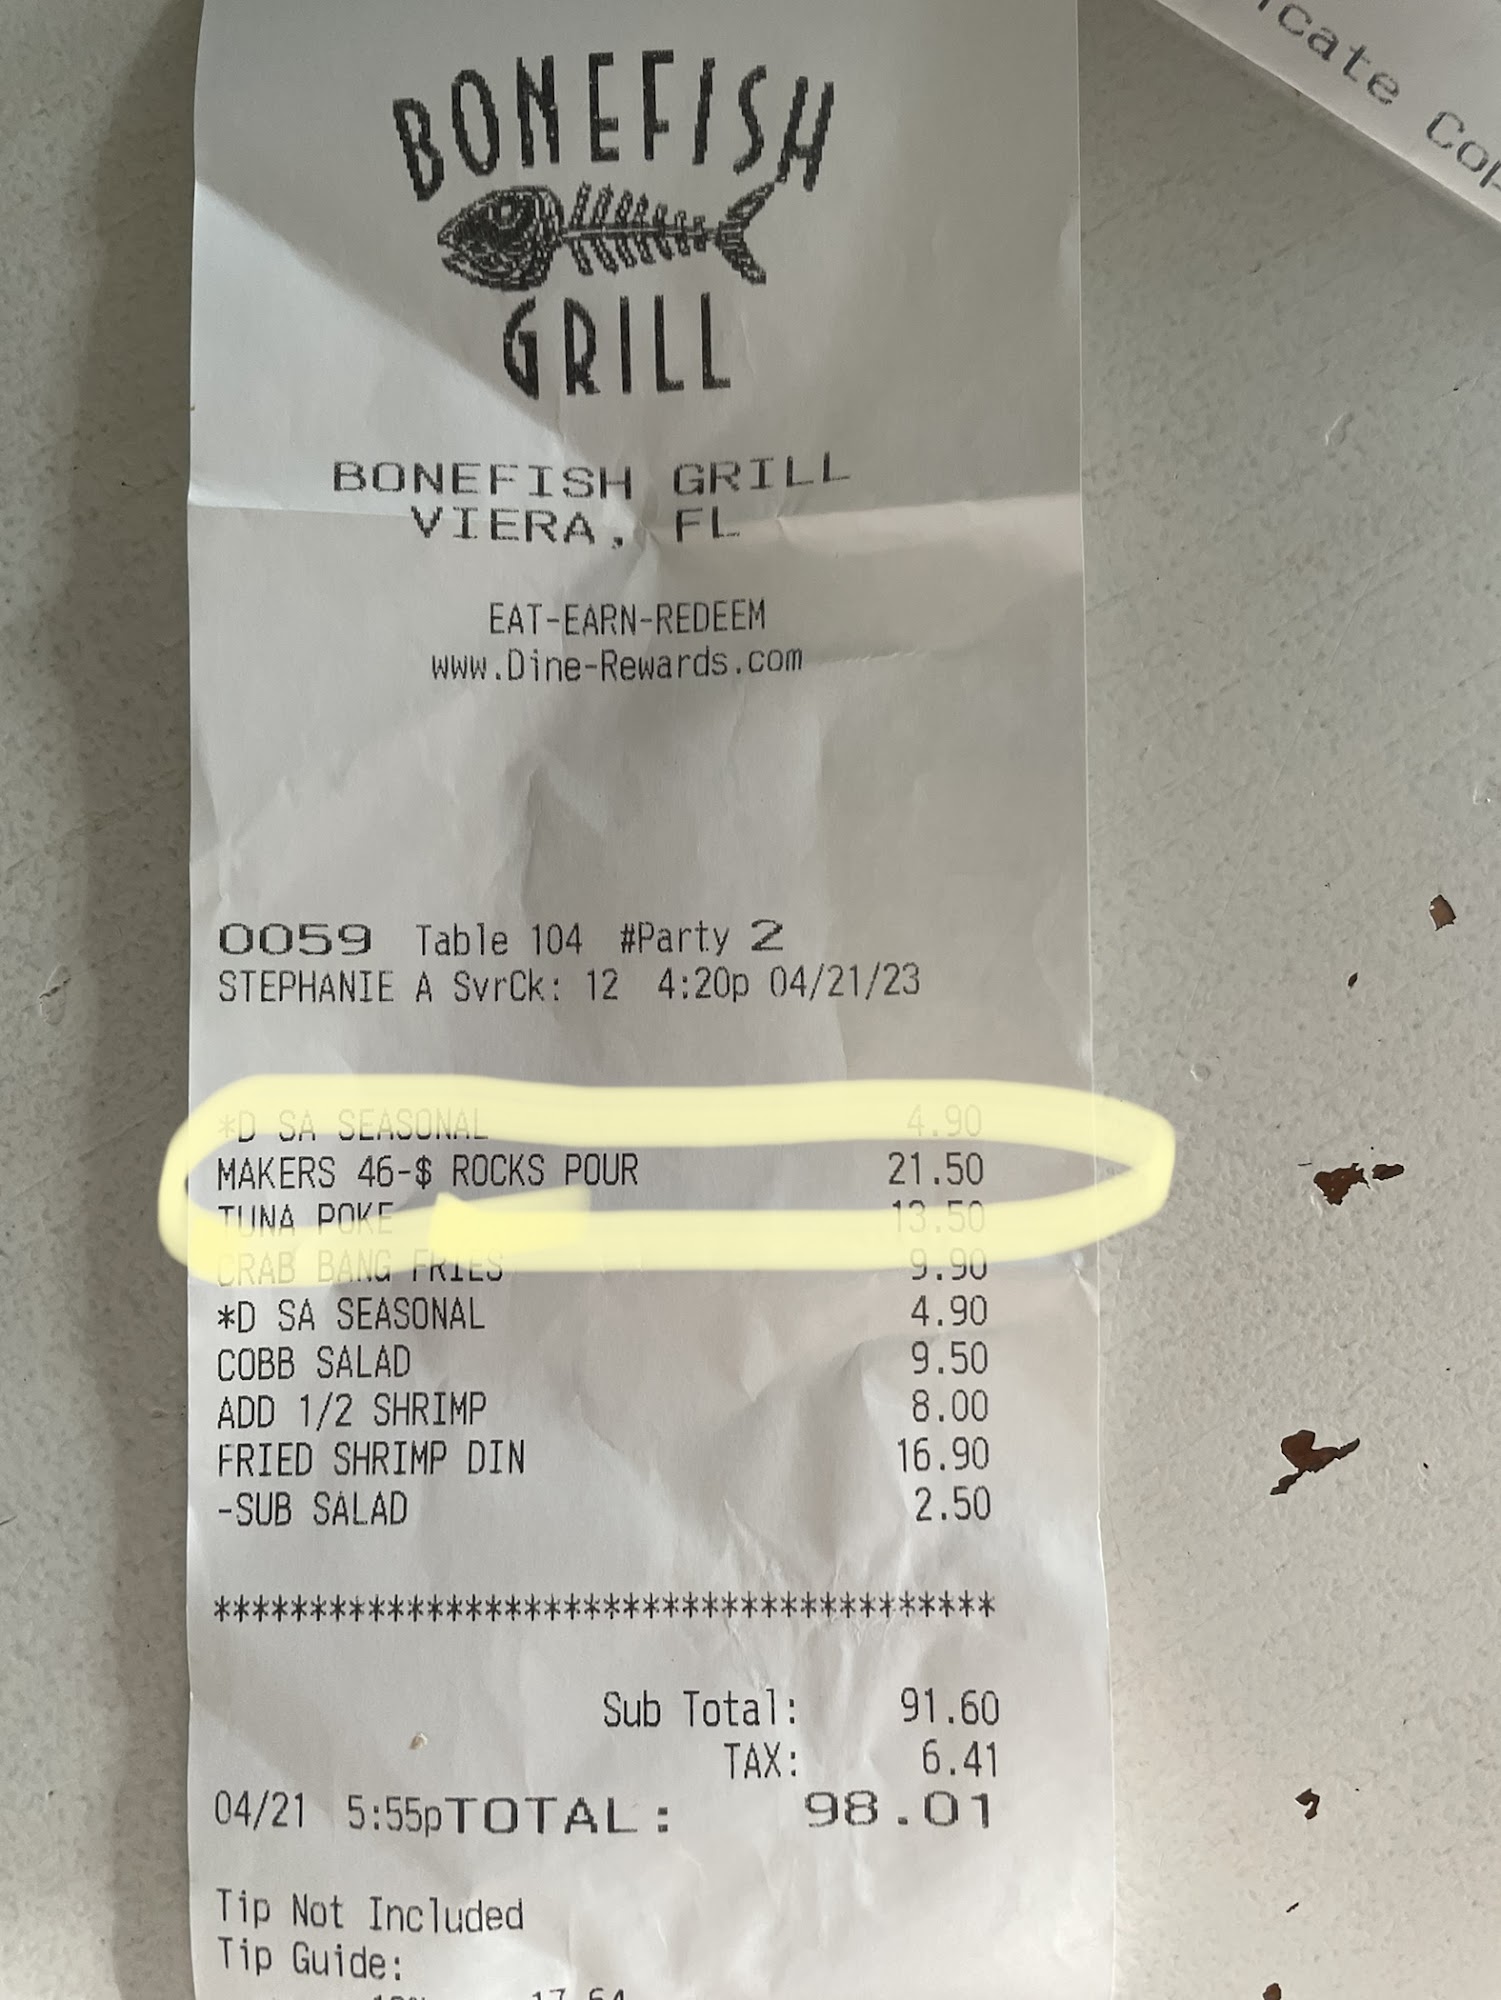 BONEFISH
GRILL
BONEFISH GRILL
VIERA, FL
EAT-EARN-REDEEM
www.Dine-Rewards.com
0059 Table 104 #Party 2
STEPHANIE A SvrCk: 12 4:20p 04/21/23
*D SA SEASONAL 4.90
MAKERS 46-$ ROCKS POUR 21.50
TUNA POKE 13.50
CRAB BANG FRIES 9.90
*D SA SEASONAL 4.90
COBB SALAD 9.50
ADD 1/2 SHRIMP 8.00
FRIED SHRIMP DIN 16.90
-SUB SALAD 2.50
****************************************
Sub Total: 91.60
TAX: 6.41
04/21 5:55pTOTAL: 98.01
Tip Not Included
Tip Guide: